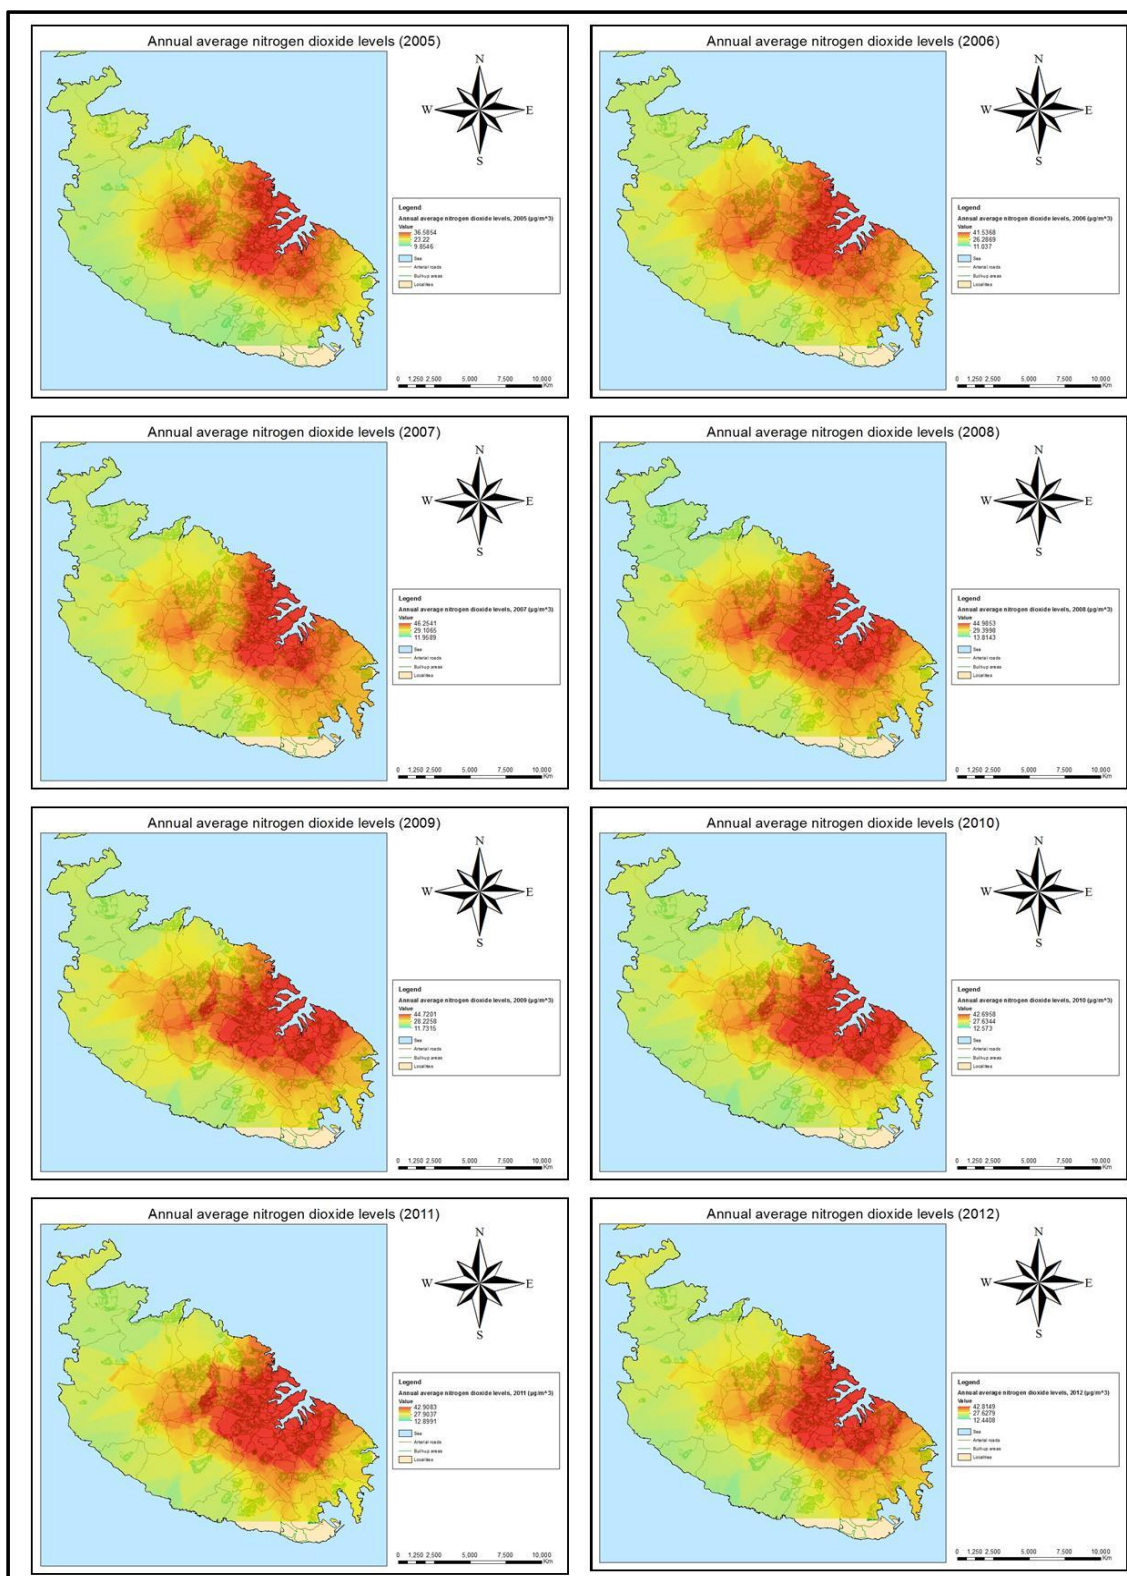 Annual average nitrogen dioxide levels (2005)
N
W E
S
Legend
Annual average nitrogen dioxide levels, 2005 (µg/m^3)
Value
36.5854
23.22
9.8546
Sea
Arterial roads
Built-up areas
Localities
0 1,250 2,500 5,000 7,500 10,000
Km
Annual average nitrogen dioxide levels (2006)
N
W E
S
Legend
Annual average nitrogen dioxide levels, 2006 (µg/m^3)
Value
41.5368
26.2869
11.037
Sea
Arterial roads
Built-up areas
Localities
0 1,250 2,500 5,000 7,500 10,000
Km
Annual average nitrogen dioxide levels (2007)
N
W E
S
Legend
Annual average nitrogen dioxide levels, 2007 (µg/m^3)
Value
46.2541
29.1065
11.9589
Sea
Arterial roads
Built-up areas
Localities
0 1,250 2,500 5,000 7,500 10,000
Km
Annual average nitrogen dioxide levels (2008)
N
W E
S
Legend
Annual average nitrogen dioxide levels, 2008 (µg/m^3)
Value
44.9853
29.3998
13.8143
Sea
Arterial roads
Built-up areas
Localities
0 1,250 2,500 5,000 7,500 10,000
Km
Annual average nitrogen dioxide levels (2009)
N
W E
S
Legend
Annual average nitrogen dioxide levels, 2009 (µg/m^3)
Value
44.7201
28.2258
11.7315
Sea
Arterial roads
Built-up areas
Localities
0 1,250 2,500 5,000 7,500 10,000
Km
Annual average nitrogen dioxide levels (2010)
N
W E
S
Legend
Annual average nitrogen dioxide levels, 2010 (µg/m^3)
Value
42.6958
27.6344
12.573
Sea
Arterial roads
Built-up areas
Localities
0 1,250 2,500 5,000 7,500 10,000
Km
Annual average nitrogen dioxide levels (2011)
N
W E
S
Legend
Annual average nitrogen dioxide levels, 2011 (µg/m^3)
Value
42.9083
27.9037
12.8991
Sea
Arterial roads
Built-up areas
Localities
0 1,250 2,500 5,000 7,500 10,000
Km
Annual average nitrogen dioxide levels (2012)
N
W E
S
Legend
Annual average nitrogen dioxide levels, 2012 (µg/m^3)
Value
42.8149
27.6279
12.4408
Sea
Arterial roads
Built-up areas
Localities
0 1,250 2,500 5,000 7,500 10,000
Km